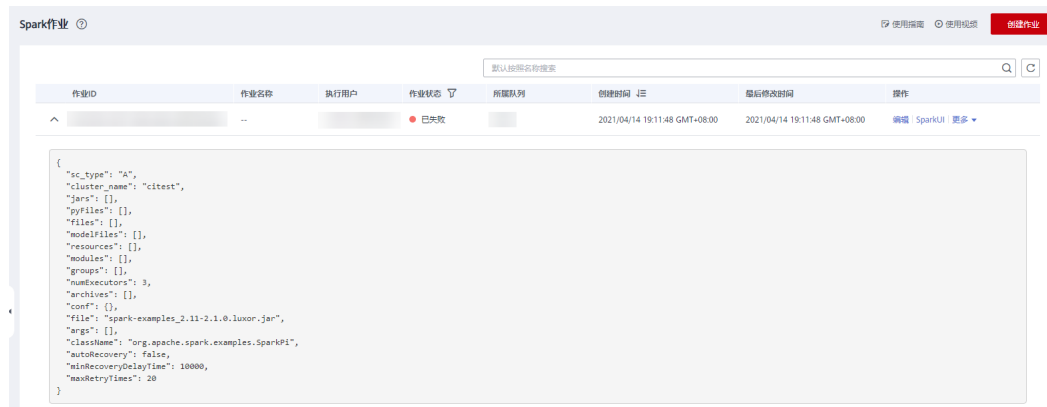 Spark作业
使用指南 使用视频 创建作业
默认按照名称搜索
作业ID 作业名称 执行用户 作业状态 所属队列 创建时间 最后修改时间 操作
-- 已失败 2021/04/14 19:11:48 GMT+08:00 2021/04/14 19:11:48 GMT+08:00 编辑 | SparkUI | 更多
{
"sc_type": "A",
"cluster_name": "citest",
"jars": [],
"pyFiles": [],
"files": [],
"modelFiles": [],
"resources": [],
"modules": [],
"groups": [],
"numExecutors": 3,
"archives": [],
"conf": {},
"file": "spark-examples_2.11-2.1.0.luxor.jar",
"args": [],
"className": "org.apache.spark.examples.SparkPi",
"autoRecovery": false,
"minRecoveryDelayTime": 10000,
"maxRetryTimes": 20
}